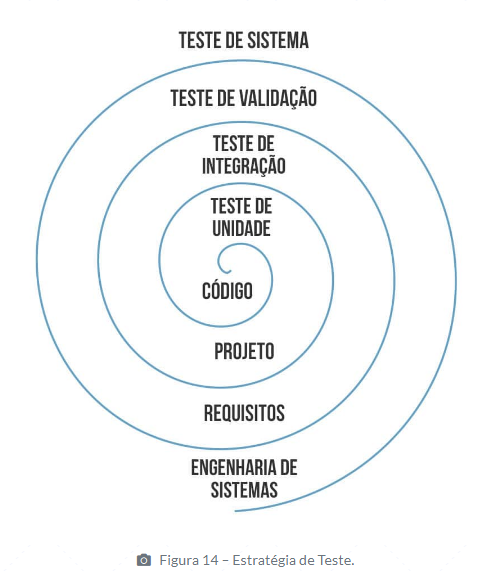 TESTE DE SISTEMA
TESTE DE VALIDAÇÃO
TESTE DE
INTEGRAÇÃO
TESTE DE
UNIDADE
CÓDIGO
PROJETO
REQUISITOS
ENGENHARIA DE
SISTEMAS
Figura 14 – Estratégia de Teste.